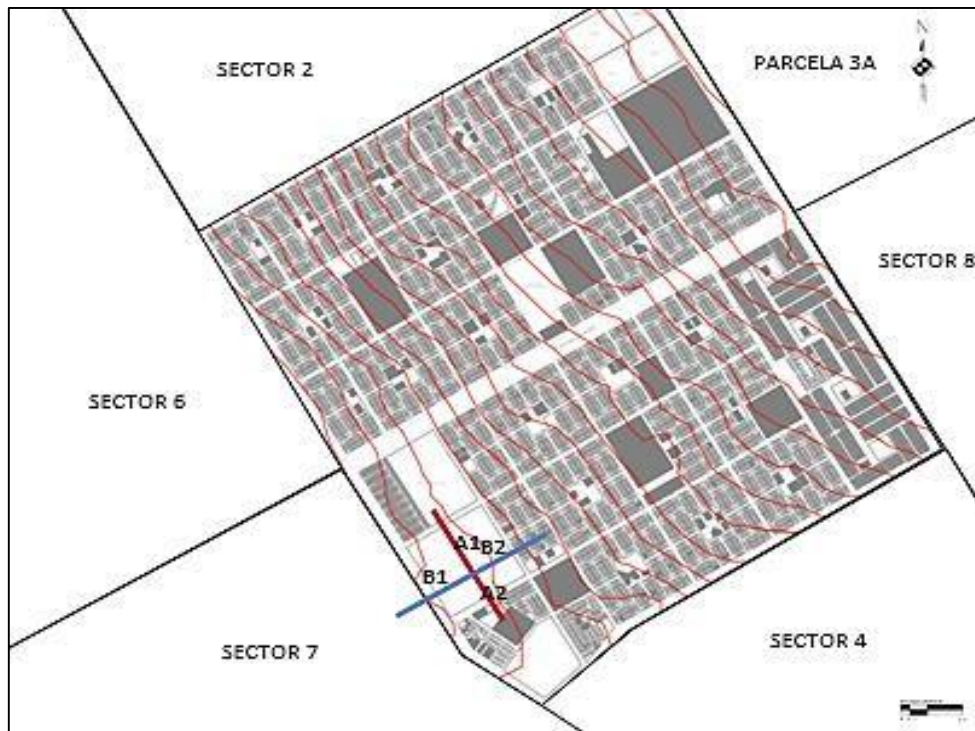 N
SECTOR 2
PARCELA 3A
SECTOR 8
SECTOR 6
A1
B2
B1
A2
SECTOR 7
SECTOR 4